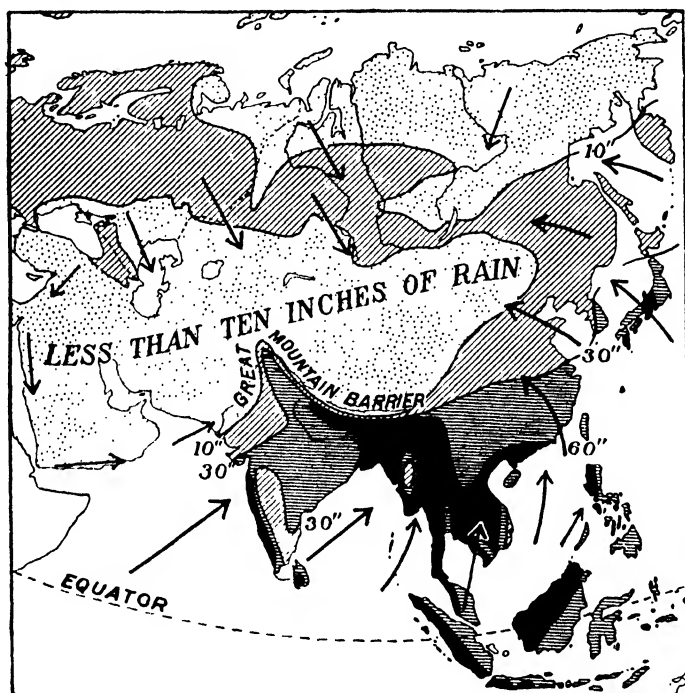 10"
LESS THAN TEN INCHES OF RAIN
30"
GREAT MOUNTAIN BARRIER
10"
30"
60"
30"
EQUATOR